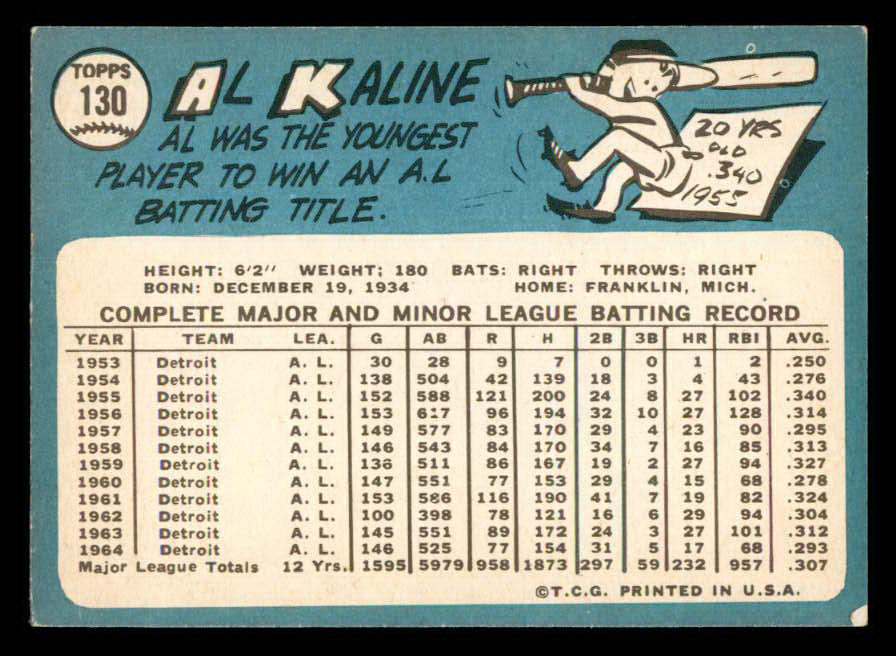 TOPPS
130
AL KALINE
AL WAS THE YOUNGEST
PLAYER TO WIN AN A.L
BATTING TITLE.
20 YRS
OLD
.340
1955
HEIGHT: 6'2" WEIGHT; 180 BATS: RIGHT THROWS: RIGHT
BORN: DECEMBER 19, 1934 HOME: FRANKLIN, MICH.
COMPLETE MAJOR AND MINOR LEAGUE BATTING RECORD
YEAR TEAM LEA. G AB R H 2B 3B HR RBI AVG.
1953 Detroit A. L. 30 28 9 7 0 0 1 2 .250
1954 Detroit A. L. 138 504 42 139 18 3 4 43 .276
1955 Detroit A. L. 152 588 121 200 24 8 27 102 .340
1956 Detroit A. L. 153 617 96 194 32 10 27 128 .314
1957 Detroit A. L. 149 577 83 170 29 4 23 90 .295
1958 Detroit A. L. 146 543 84 170 34 7 16 85 .313
1959 Detroit A. L. 136 511 86 167 19 2 27 94 .327
1960 Detroit A. L. 147 551 77 153 29 4 15 68 .278
1961 Detroit A. L. 153 586 116 190 41 7 19 82 .324
1962 Detroit A. L. 100 398 78 121 16 6 29 94 .304
1963 Detroit A. L. 145 551 89 172 24 3 27 101 .312
1964 Detroit A. L. 146 525 77 154 31 5 17 68 .293
Major League Totals 12 Yrs. 1595 5979 958 1873 297 59 232 957 .307
©T.C.G. PRINTED IN U.S.A.